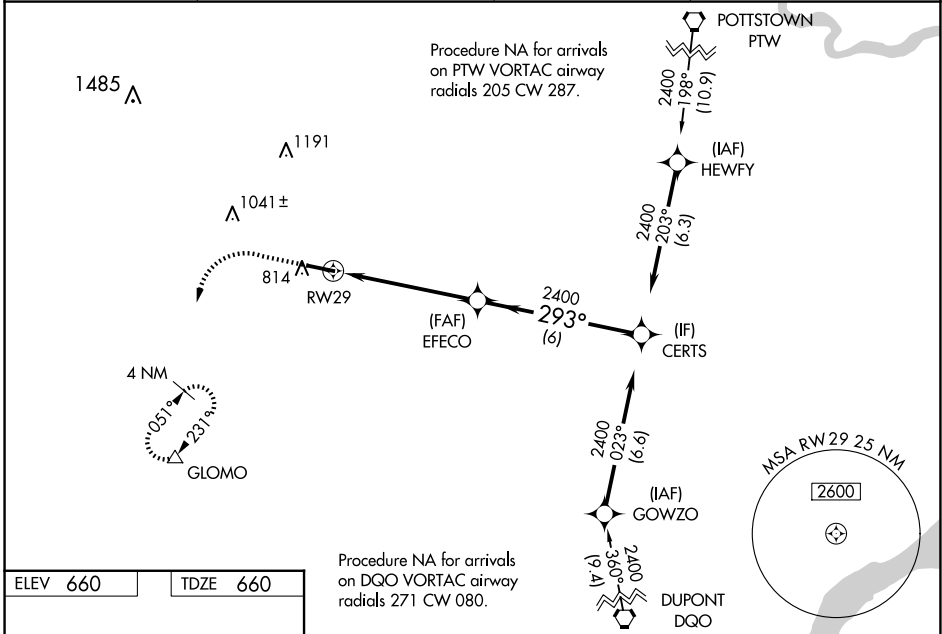 POTTSTOWN
PTW
Procedure NA for arrivals
on PTW VORTAC airway
radials 205 CW 287.
2400
198°
(10.9)
1485
1191
(IAF)
HEWFY
1041±
2400
203°
(6.3)
814
RW29
2400
293°
(6)
(FAF)
EFECO
(IF)
CERTS
4 NM
051°
231°
GLOMO
2400
023°
(6.6)
MSA RW 29 25 NM
2600
(IAF)
GOWZO
2400
360°
(9.4)
Procedure NA for arrivals
on DQO VORTAC airway
radials 271 CW 080.
DUPONT
DQO
ELEV 660
TDZE 660